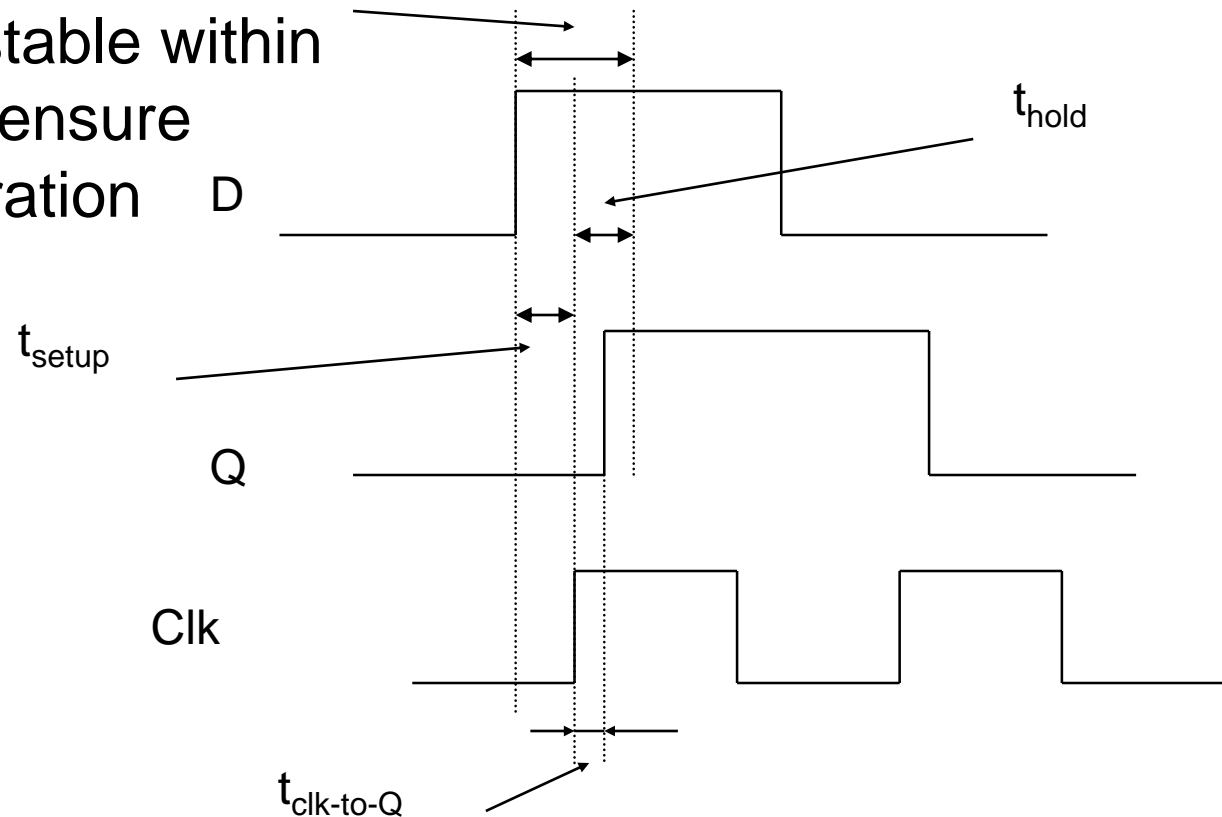 stable within
ensure
ration
D
t_hold
t_setup
Q
Clk
t_clk-to-Q